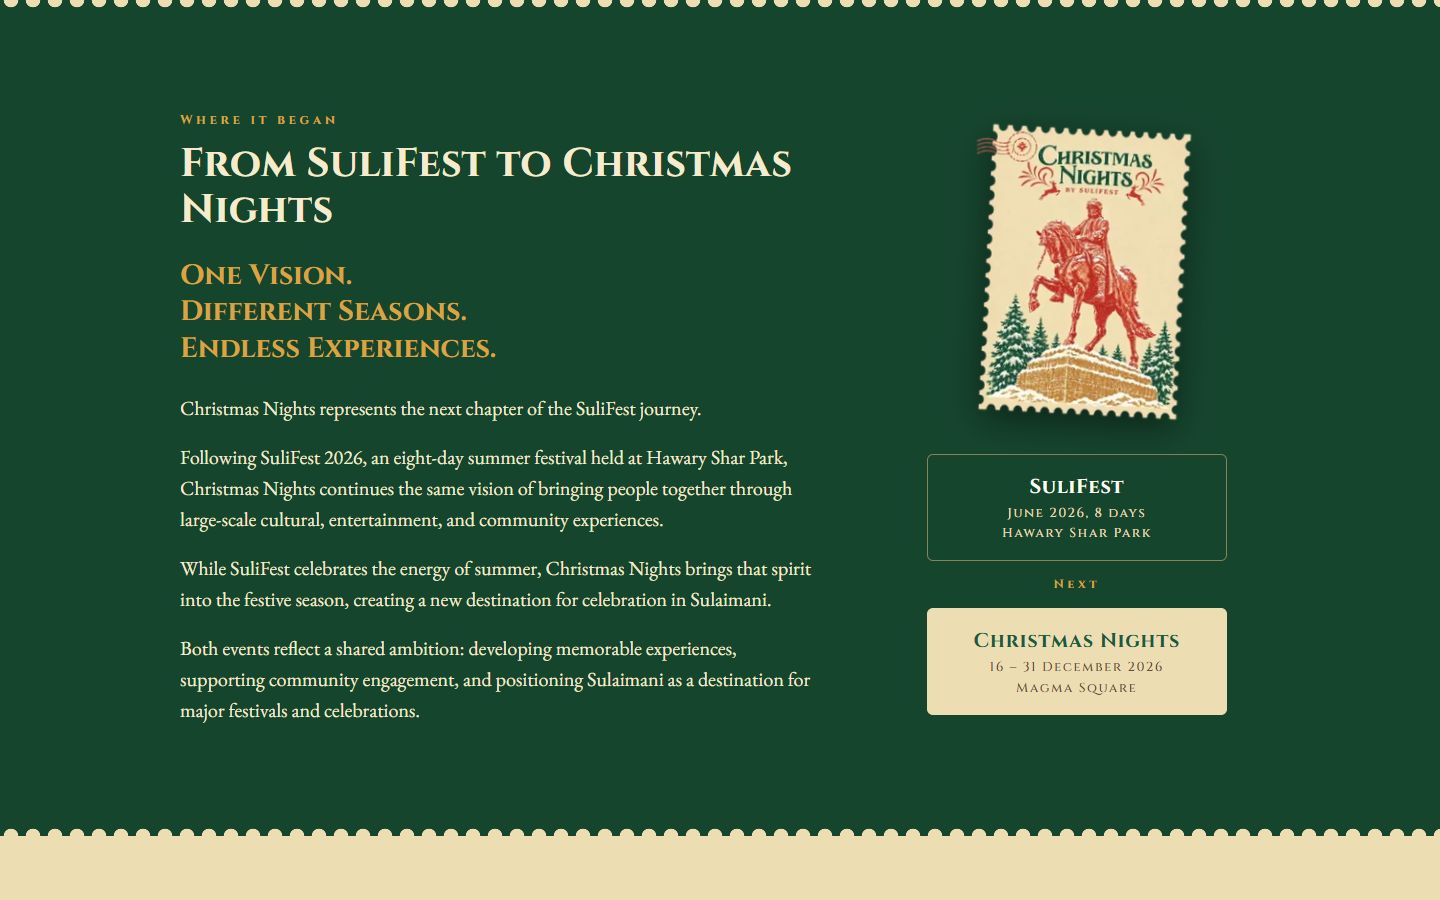 Where it began
From SuliFest to Christmas
Nights
One Vision.
Different Seasons.
Endless Experiences.
Christmas Nights represents the next chapter of the SuliFest journey.
Following SuliFest 2026, an eight-day summer festival held at Hawary Shar Park,
Christmas Nights continues the same vision of bringing people together through
large-scale cultural, entertainment, and community experiences.
While SuliFest celebrates the energy of summer, Christmas Nights brings that spirit
into the festive season, creating a new destination for celebration in Sulaimani.
Both events reflect a shared ambition: developing memorable experiences,
supporting community engagement, and positioning Sulaimani as a destination for
major festivals and celebrations.
Christmas
Nights
BY SULIFEST
SuliFest
June 2026, 8 days
Hawary Shar Park
Next
Christmas Nights
16 – 31 December 2026
Magma Square